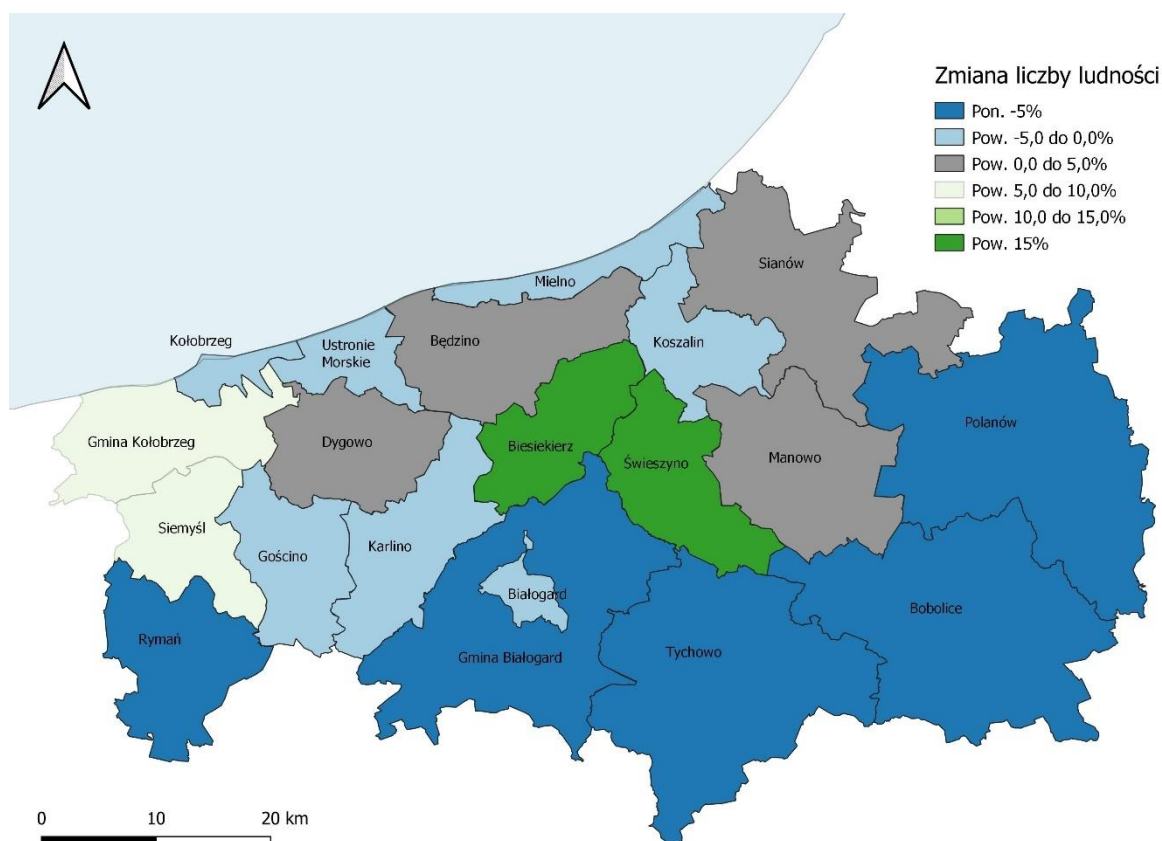 Zmiana liczby ludności
Pon. -5%
Pow. -5,0 do 0,0%
Pow. 0,0 do 5,0%
Pow. 5,0 do 10,0%
Pow. 10,0 do 15,0%
Pow. 15%
Sianów
Mielno
Kołobrzeg
Ustronie
Morskie
Będzino
Koszalin
Polanów
Gmina Kołobrzeg
Dygowo
Biesiekierz
Świeszyno
Manowo
Siemyśl
Gościno
Karlino
Białogard
Bobolice
Rymań
Gmina Białogard
Tychowo
0 10 20 km